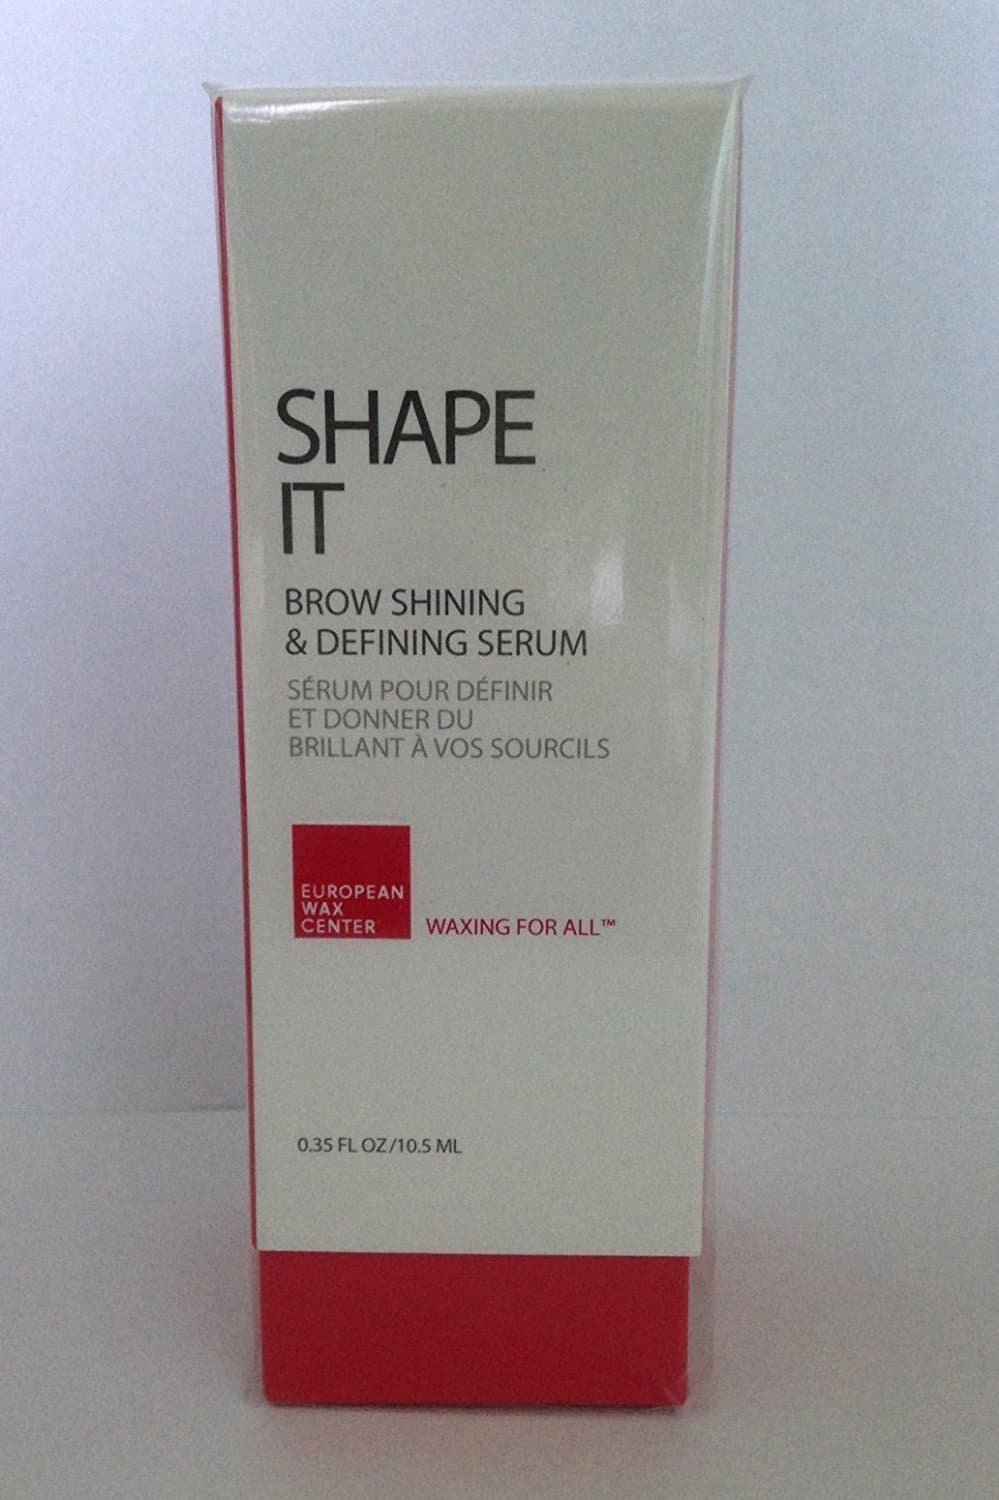 SHAPE
IT
BROW SHINING
& DEFINING SERUM
SÉRUM POUR DÉFINIR
ET DONNER DU
BRILLANT À VOS SOURCILS
EUROPEAN
WAX
CENTER
WAXING FOR ALL™
0.35 FL OZ/10.5 ML